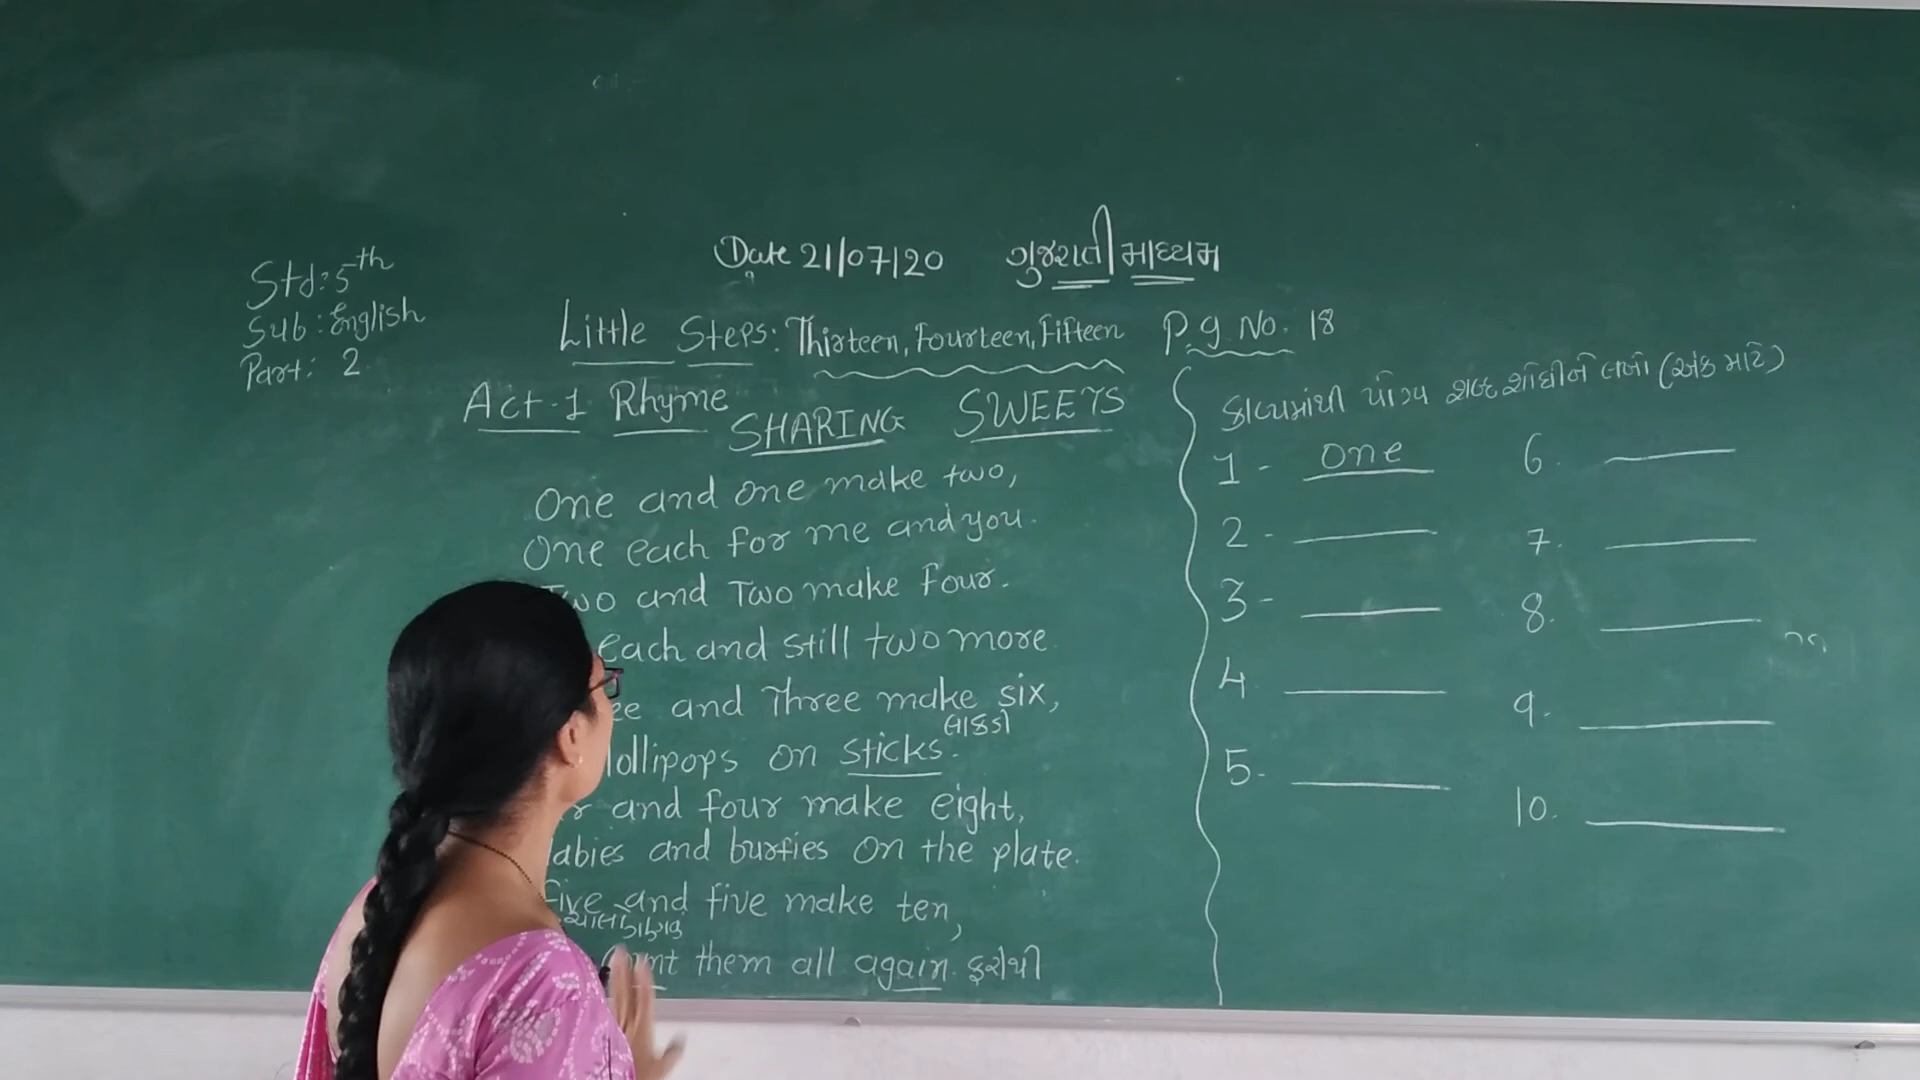 Date 21/07/20 ગુજરાતી માધ્યમ
Std: 5th
Sub: English
Part: 2
Little Steps: Thirteen, Fourteen, Fifteen P.g No. 18
Act-1 Rhyme
SHARING SWEETS
One and one make two,
One each for me and you.
Two and Two make four.
each and still two more.
and three make six,
લાકડી
lollipops on sticks.
and four make eight,
and burfies on the plate.
five and five make ten,
ચાલો
them all again. ફરીથી
કાવ્યમાંથી યોગ્ય શબ્દ શોધીને લખો (અંક માટે)
1- one
2-
3-
4
5-
6.
7.
8.
9.
10.